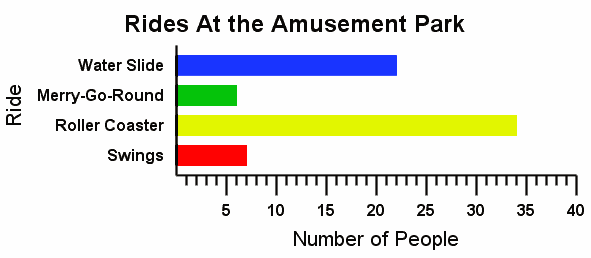 Rides At the Amusement Park
Ride
Water Slide
Merry-Go-Round
Roller Coaster
Swings
5 10 15 20 25 30 35 40
Number of People